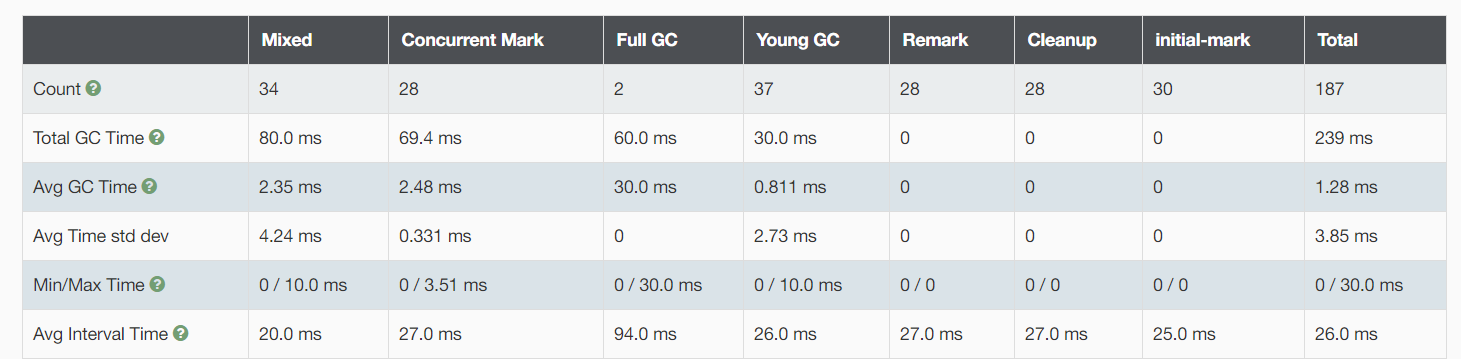 Mixed Concurrent Mark Full GC Young GC Remark Cleanup initial-mark Total
Count ? 34 28 2 37 28 28 30 187
Total GC Time ? 80.0 ms 69.4 ms 60.0 ms 30.0 ms 0 0 0 239 ms
Avg GC Time ? 2.35 ms 2.48 ms 30.0 ms 0.811 ms 0 0 0 1.28 ms
Avg Time std dev 4.24 ms 0.331 ms 0 2.73 ms 0 0 0 3.85 ms
Min/Max Time ? 0 / 10.0 ms 0 / 3.51 ms 0 / 30.0 ms 0 / 10.0 ms 0 / 0 0 / 0 0 / 0 0 / 30.0 ms
Avg Interval Time ? 20.0 ms 27.0 ms 94.0 ms 26.0 ms 27.0 ms 27.0 ms 25.0 ms 26.0 ms